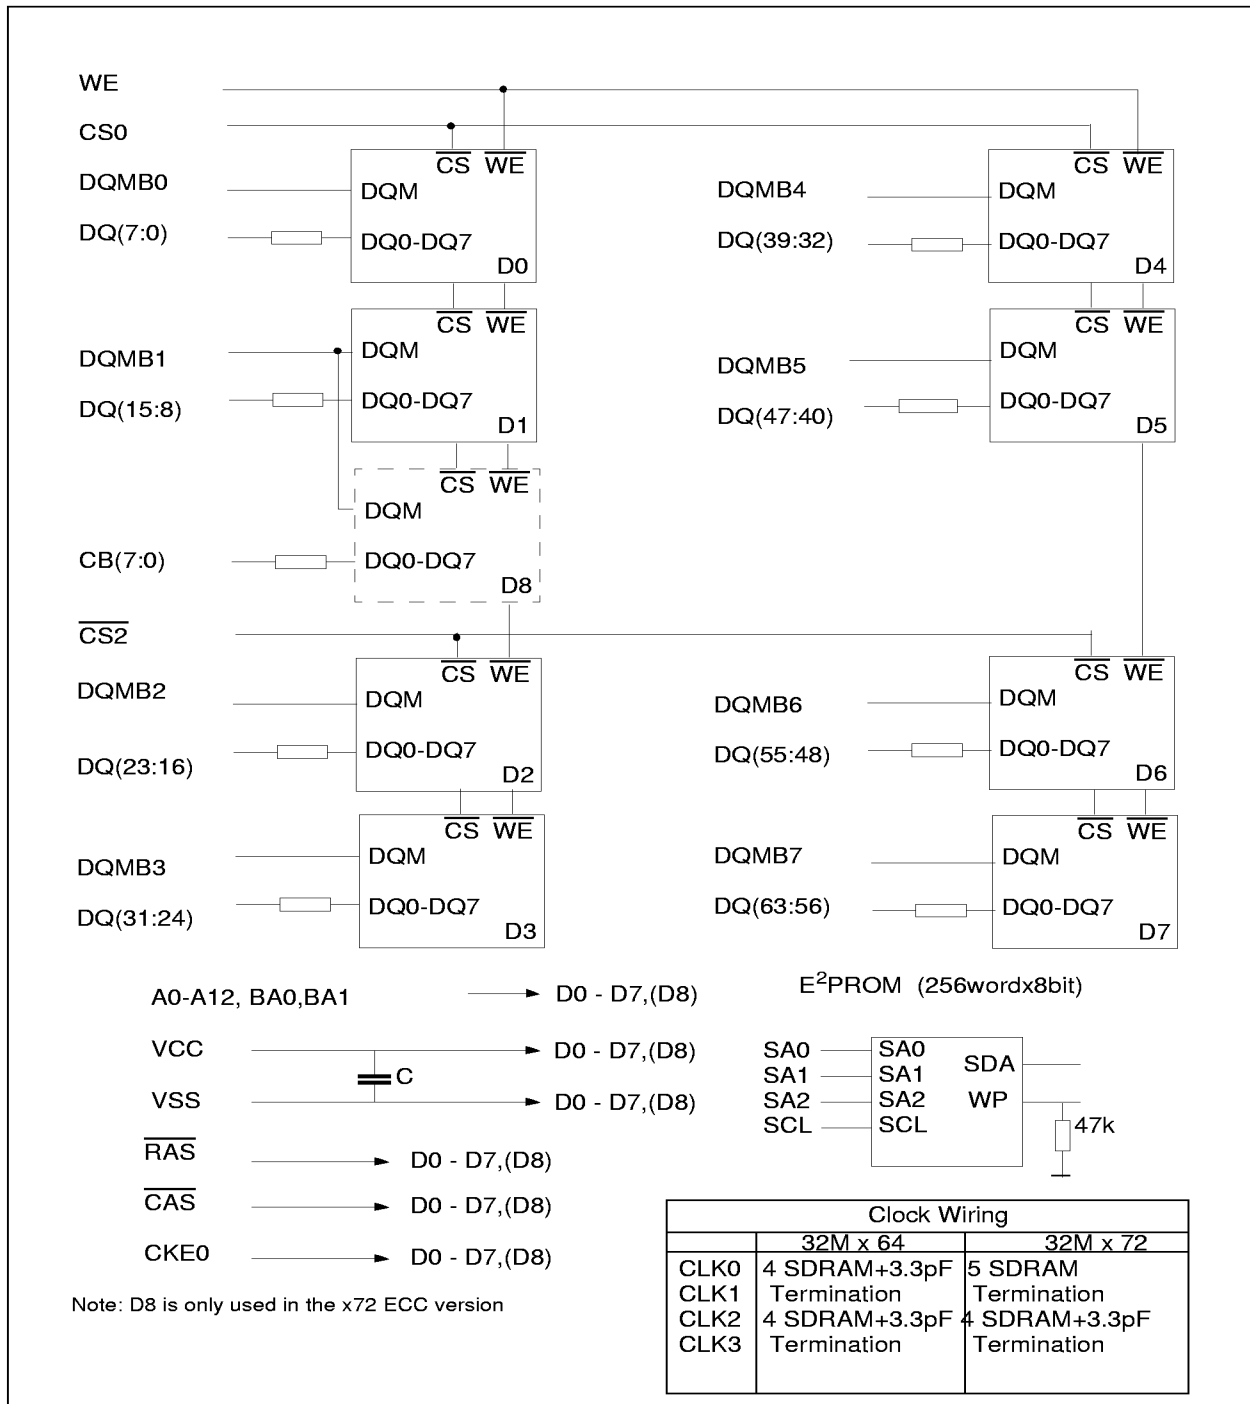 WE
CS0
CS WE
DQMB0
DQM
DQ(7:0)
DQ0-DQ7
D0
CS WE
DQMB1
DQM
DQ(15:8)
DQ0-DQ7
D1
CS WE
DQM
CB(7:0)
DQ0-DQ7
D8
CS2
CS WE
DQMB2
DQM
DQ(23:16)
DQ0-DQ7
D2
CS WE
DQMB3
DQM
DQ(31:24)
DQ0-DQ7
D3
CS WE
DQMB4
DQM
DQ(39:32)
DQ0-DQ7
D4
CS WE
DQMB5
DQM
DQ(47:40)
DQ0-DQ7
D5
CS WE
DQMB6
DQM
DQ(55:48)
DQ0-DQ7
D6
CS WE
DQMB7
DQM
DQ(63:56)
DQ0-DQ7
D7
A0-A12, BA0,BA1
D0 - D7,(D8)
VCC
D0 - D7,(D8)
C
VSS
D0 - D7,(D8)
RAS
D0 - D7,(D8)
CAS
D0 - D7,(D8)
CKE0
D0 - D7,(D8)
Note: D8 is only used in the x72 ECC version
E²PROM (256wordx8bit)
SA0 SA0
SDA
SA1 SA1
SA2 SA2
WP
SCL SCL
47k
Clock Wiring
32M x 64 32M x 72
CLK0 4 SDRAM+3.3pF 5 SDRAM
CLK1 Termination Termination
CLK2 4 SDRAM+3.3pF 4 SDRAM+3.3pF
CLK3 Termination Termination